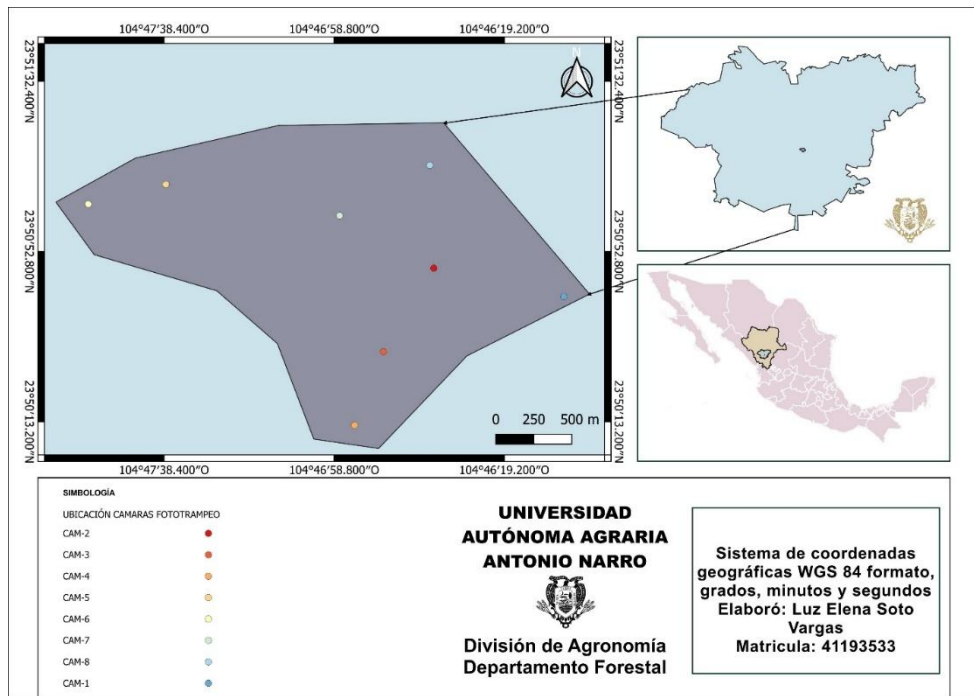 104°47'38.400"O 104°46'58.800"O 104°46'19.200"O
23°51'32.400"N
23°50'52.800"N
23°50'13.200"N
N
23°51'32.400"N
23°50'52.800"N
23°50'13.200"N
0 250 500 m
104°47'38.400"O 104°46'58.800"O 104°46'19.200"O
SIMBOLOGÍA
UBICACIÓN CAMARAS FOTOTRAMPEO
CAM-2
CAM-3
CAM-4
CAM-5
CAM-6
CAM-7
CAM-8
CAM-1
UNIVERSIDAD
AUTÓNOMA AGRARIA
ANTONIO NARRO
División de Agronomía
Departamento Forestal
Sistema de coordenadas
geográficas WGS 84 formato,
grados, minutos y segundos
Elaboró: Luz Elena Soto
Vargas
Matricula: 41193533